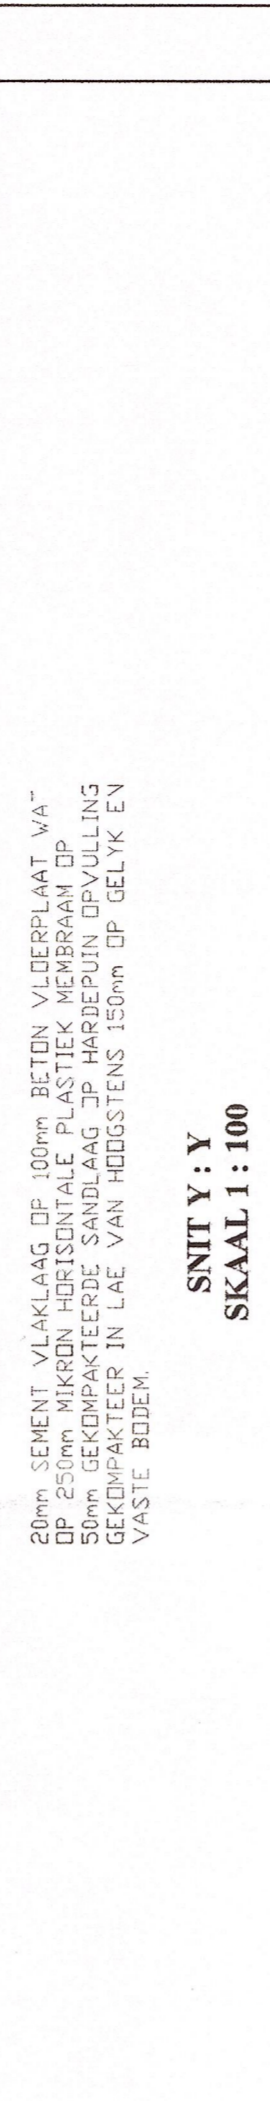 20mm SEMENT VLAKLAAG OP 100mm BETON VLOERPLAAT WAT
OP 250mm MIKRON HORISONTALE PLASTIEK MEMBRAAM OP
50mm GEKOMPAKTEERDE SANDLAAG OP HARDEPUIN OPVULLING
GEKOMPAKTEER IN LAE VAN HOOGSTENS 150mm OP GELYK EN
VASTE BODEM.
SNIT Y : Y
SKAAL 1 : 100